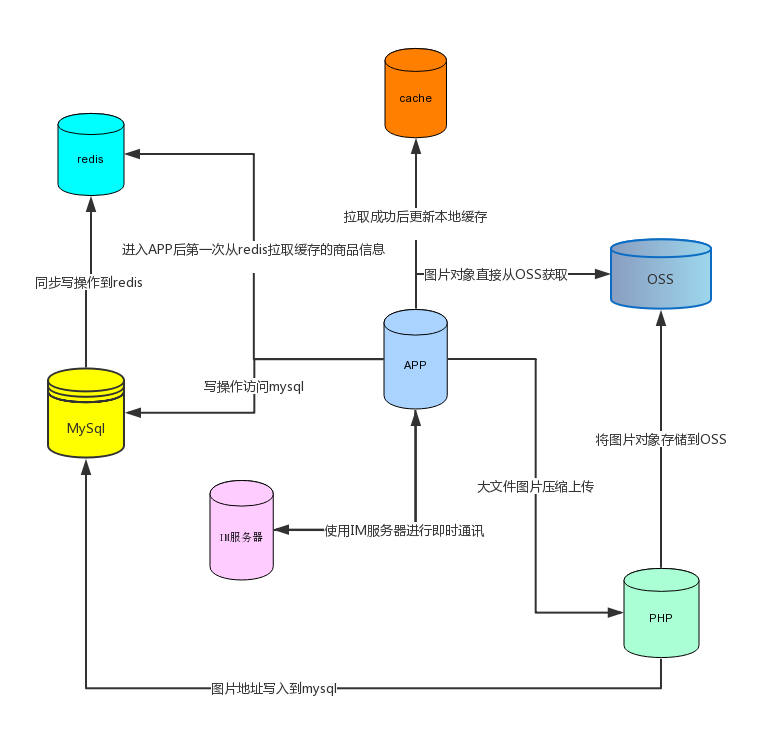 cache
redis
拉取成功后更新本地缓存
进入APP后第一次从redis拉取缓存的商品信息
图片对象直接从OSS获取
OSS
同步写操作到redis
APP
写操作访问mysql
MySql
将图片对象存储到OSS
大文件图片压缩上传
使用IM服务器进行即时通讯
IM服务器
PHP
图片地址写入到mysql